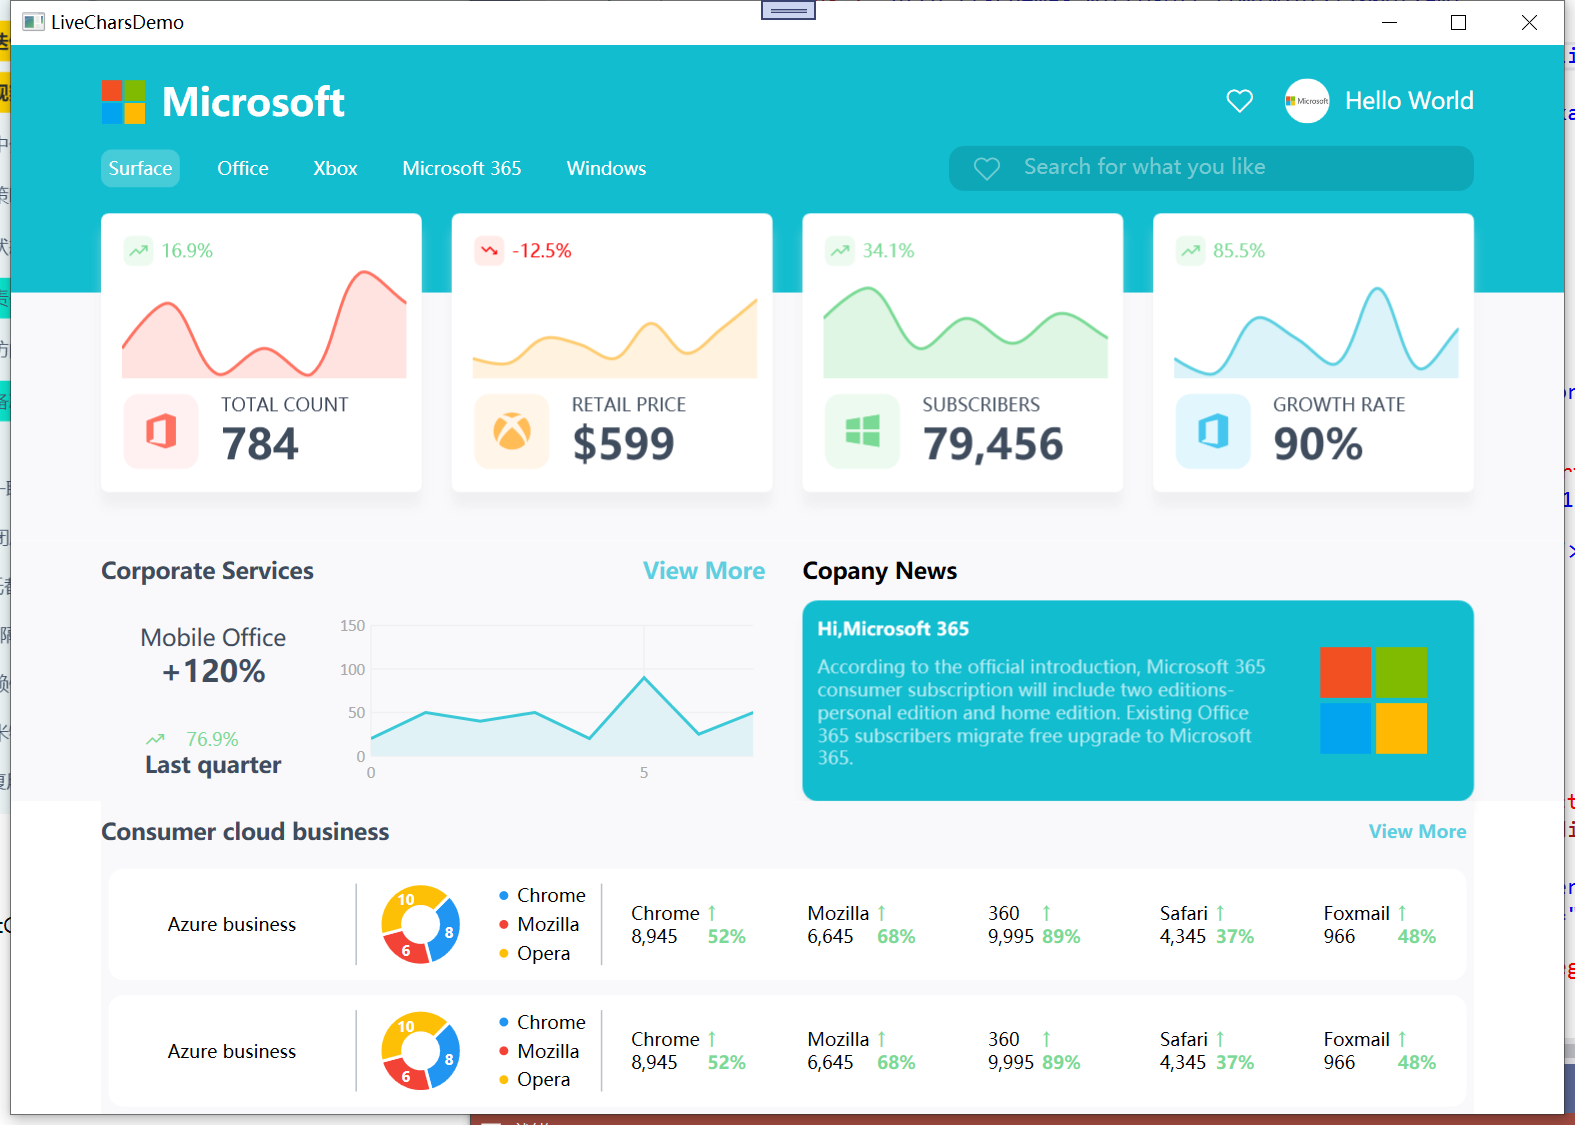 LiveCharsDemo
Microsoft
Microsoft
Hello World
Surface
Office
Xbox
Microsoft 365
Windows
Search for what you like
16.9%
TOTAL COUNT
784
-12.5%
RETAIL PRICE
$599
34.1%
SUBSCRIBERS
79,456
85.5%
GROWTH RATE
90%
Corporate Services
View More
Mobile Office
+120%
76.9%
Last quarter
150
100
50
0
0
5
Copany News
Hi,Microsoft 365
According to the official introduction, Microsoft 365
consumer subscription will include two editions-
personal edition and home edition. Existing Office
365 subscribers migrate free upgrade to Microsoft
365.
Consumer cloud business
View More
Azure business
10
8
6
Chrome
Mozilla
Opera
Chrome ↑
8,945 52%
Mozilla ↑
6,645 68%
360 ↑
9,995 89%
Safari ↑
4,345 37%
Foxmail ↑
966 48%
Azure business
10
8
6
Chrome
Mozilla
Opera
Chrome ↑
8,945 52%
Mozilla ↑
6,645 68%
360 ↑
9,995 89%
Safari ↑
4,345 37%
Foxmail ↑
966 48%